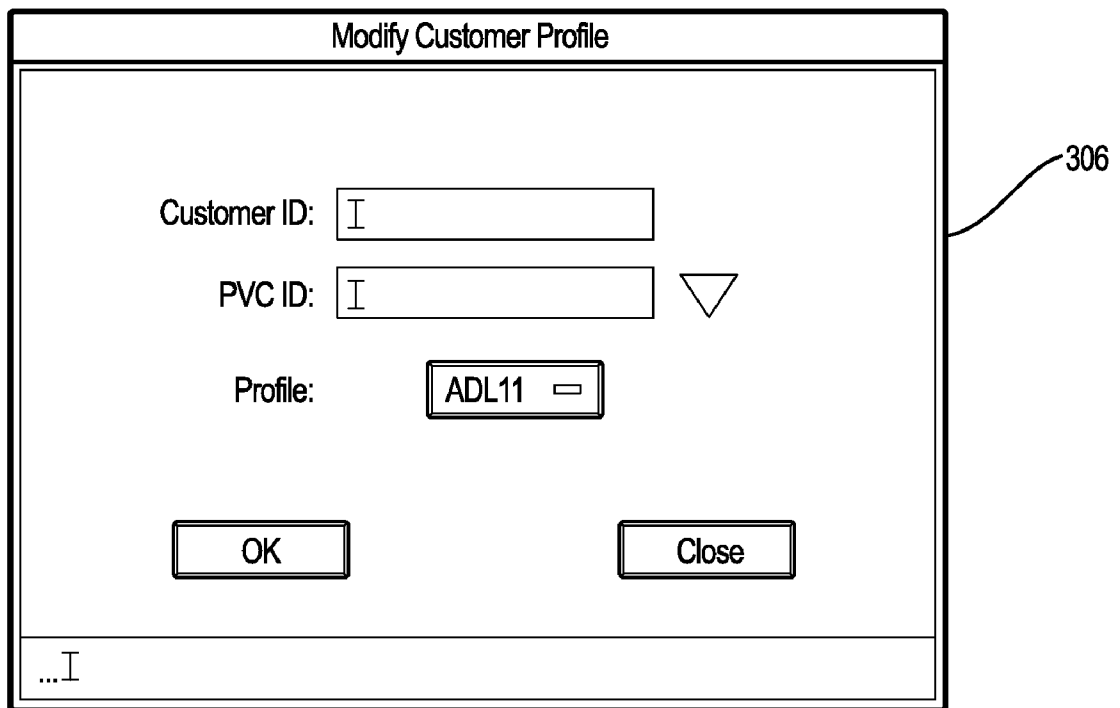 Modify Customer Profile
306
Customer ID:
PVC ID:
Profile: ADL11
OK Close
...